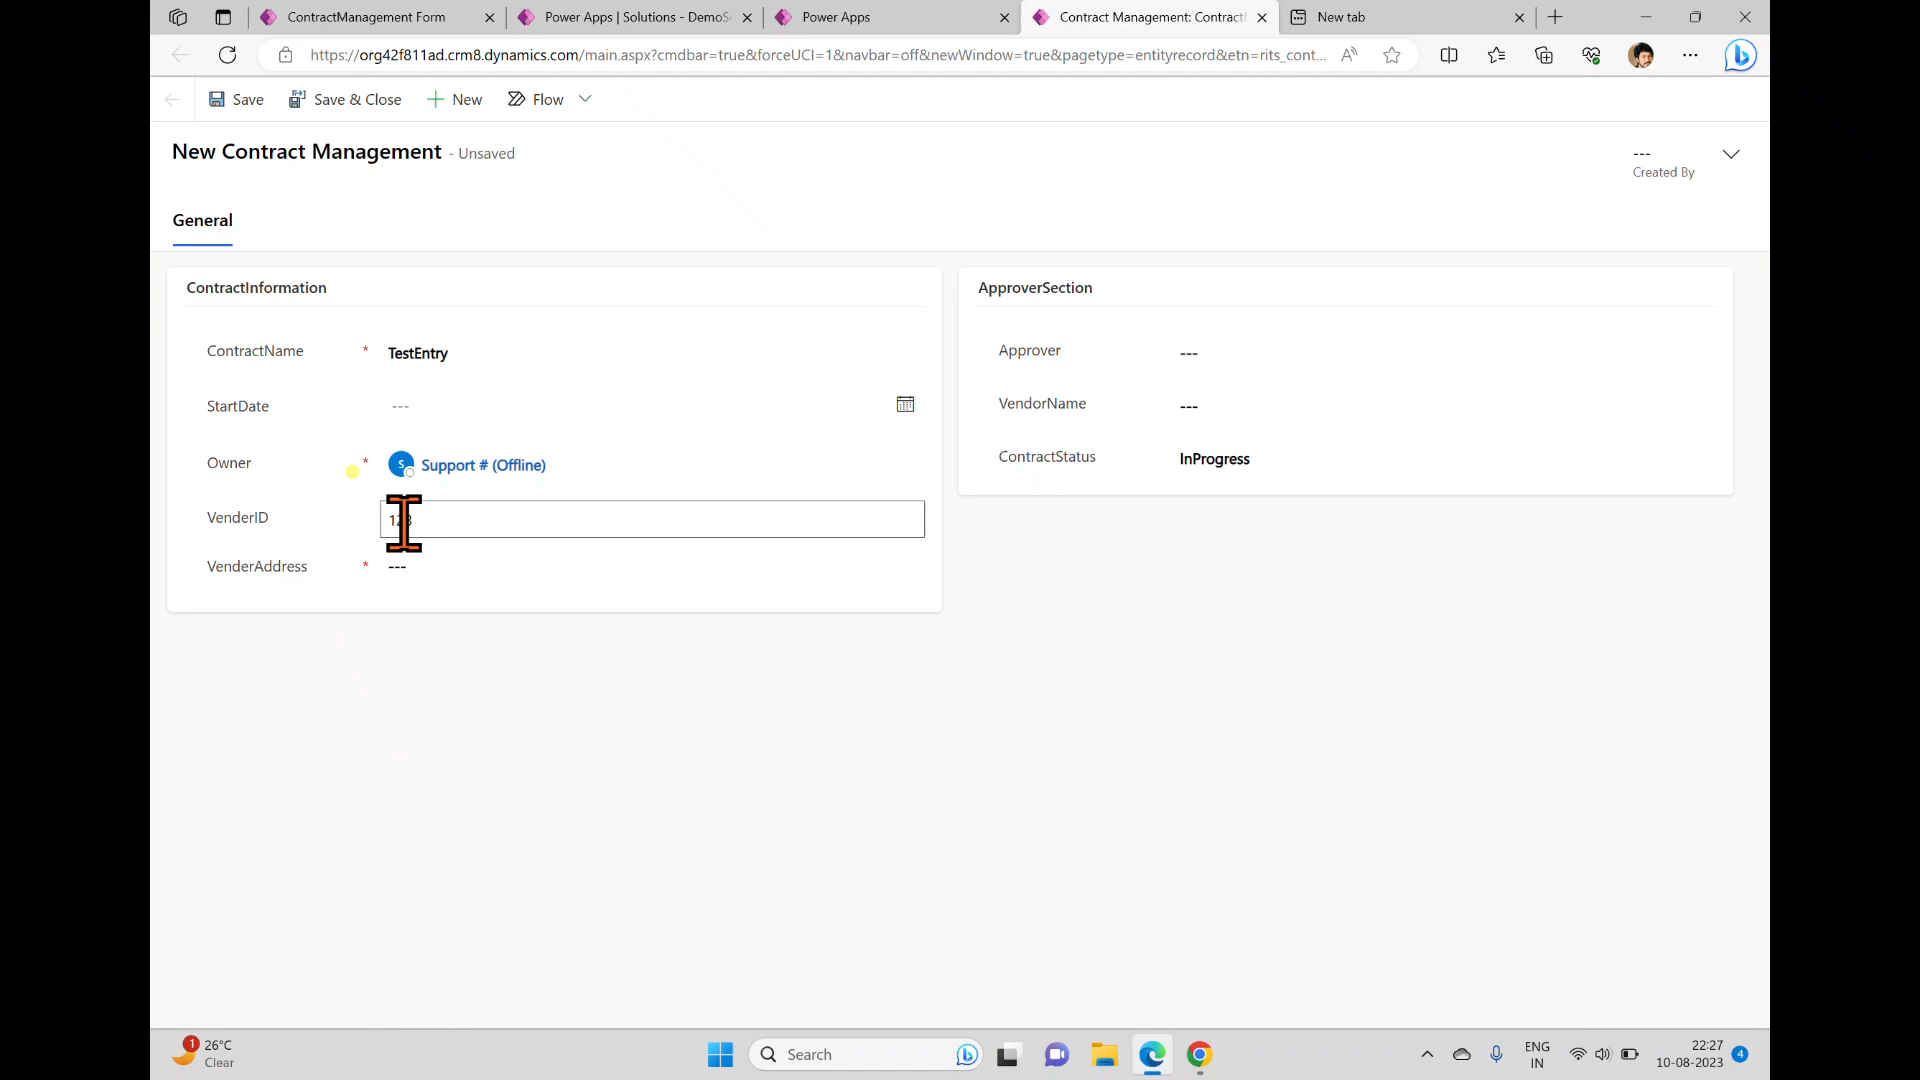 ContractManagement Form
Power Apps | Solutions - DemoS
Power Apps
Contract Management: Contract
New tab
https://org42f811ad.crm8.dynamics.com/main.aspx?cmdbar=true&forceUCI=1&navbar=off&newWindow=true&pagetype=entityrecord&etn=rits_cont...
Save
Save & Close
New
Flow
New Contract Management - Unsaved
---
Created By
General
ContractInformation
ContractName * TestEntry
StartDate ---
Owner * S Support # (Offline)
VenderID
VenderAddress * ---
ApproverSection
Approver ---
VendorName ---
ContractStatus InProgress
1
26°C
Clear
Search
ENG
IN
22:27
10-08-2023
4